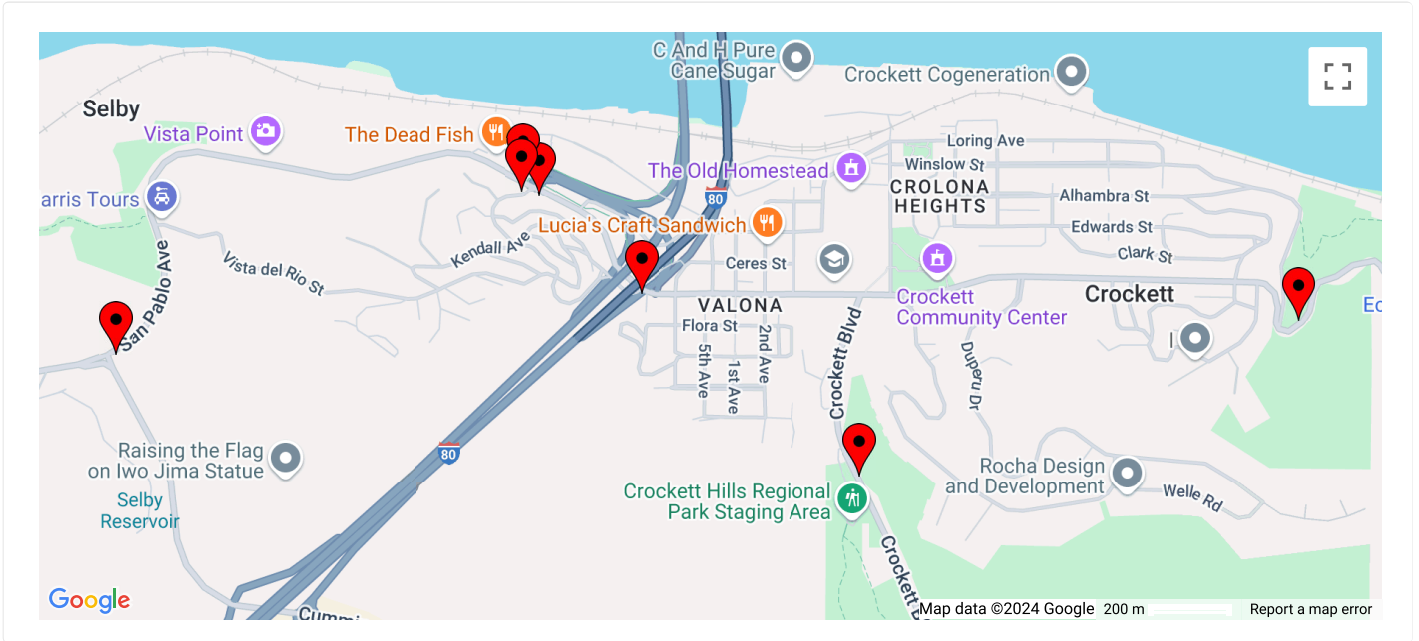 C And H Pure
Cane Sugar
Crockett Cogeneration
Selby
Vista Point
The Dead Fish
Loring Ave
Winslow St
The Old Homestead
CROLONA
HEIGHTS
Alhambra St
arris Tours
80
Lucia's Craft Sandwich
Edwards St
Kendall Ave
Clark St
Vista del Rio St
Ceres St
San Pablo Ave
VALONA
Crockett
Community Center
Crockett
Ec
Flora St
5th Ave
1st Ave
2nd Ave
Crockett Blvd
Duperu Dr
I
80
Raising the Flag
on Iwo Jima Statue
Selby
Reservoir
Crockett Hills Regional
Park Staging Area
Rocha Design
and Development
Welle Rd
Crockett B
Google
Cummi
Map data ©2024 Google
200 m
Report a map error